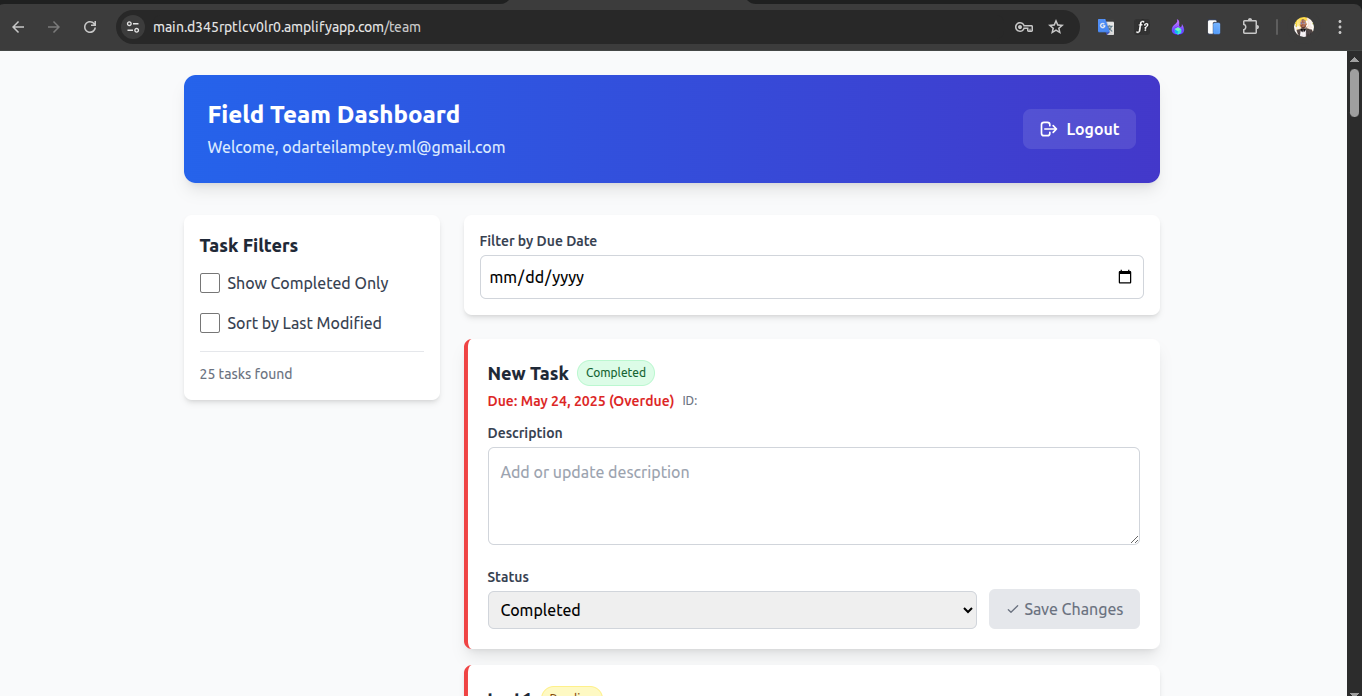 main.d345rptlcv0lr0.amplifyapp.com/team
Field Team Dashboard
Welcome, odarteilamptey.ml@gmail.com
Logout
Task Filters
Show Completed Only
Sort by Last Modified
25 tasks found
Filter by Due Date
mm/dd/yyyy
New Task Completed
Due: May 24, 2025 (Overdue) ID:
Description
Add or update description
Status
Completed
Save Changes